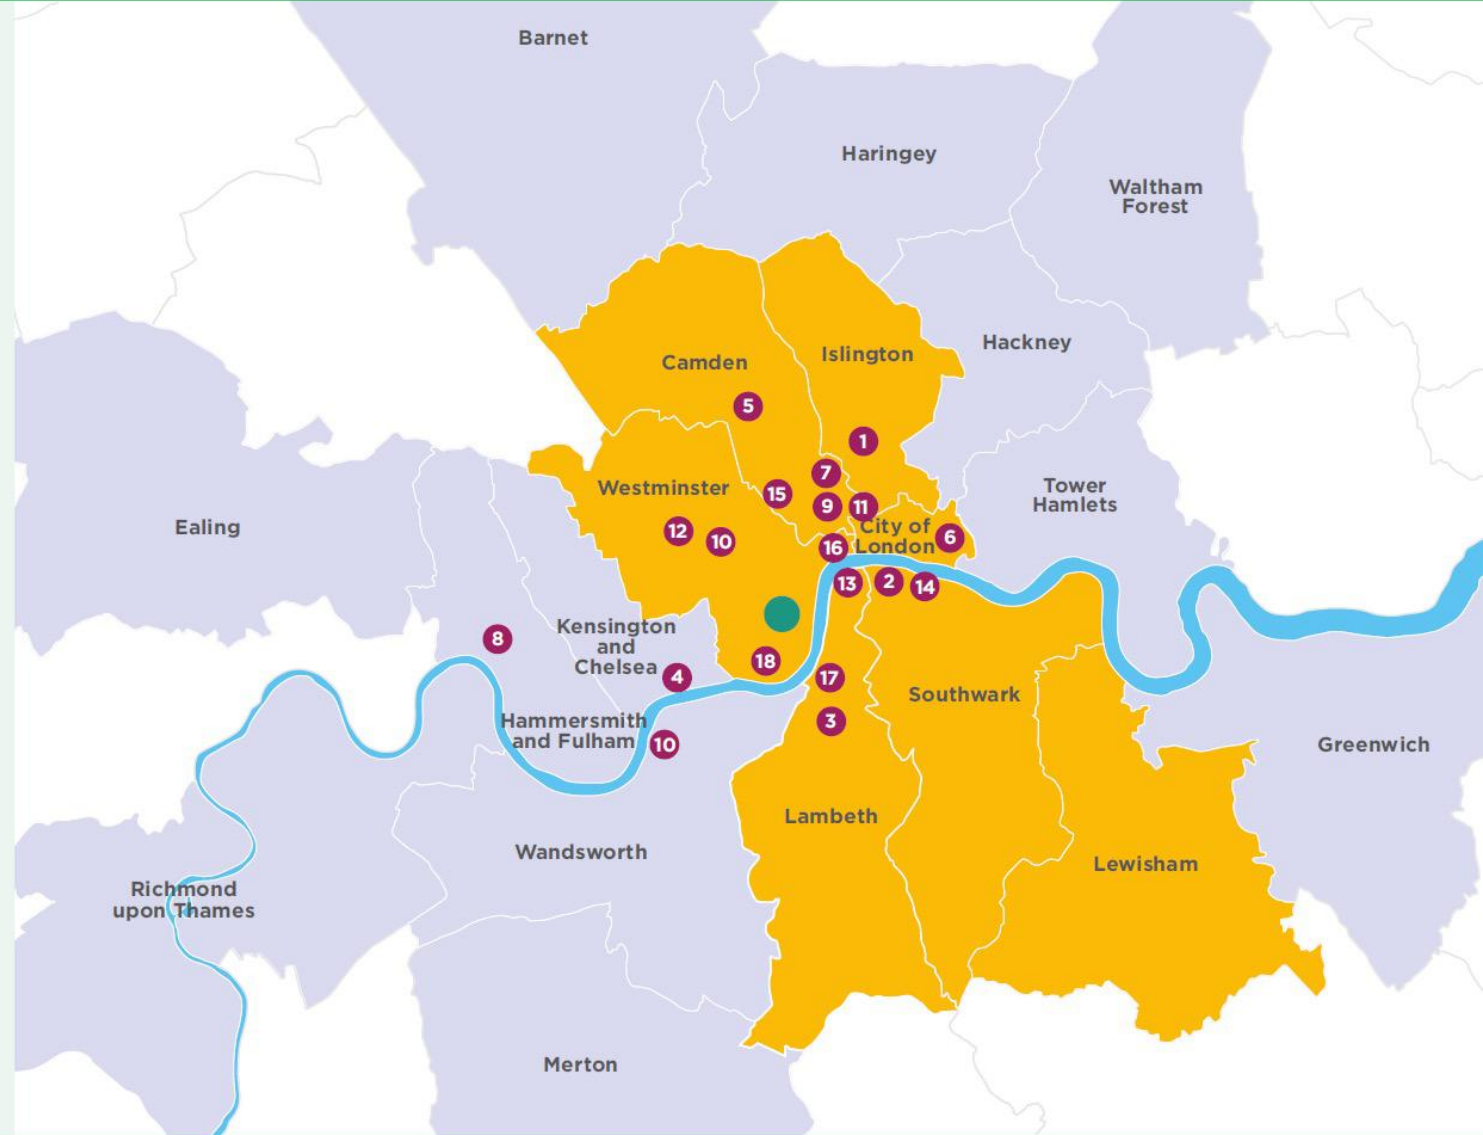 Barnet
Haringey
Waltham
Forest
Camden
Islington
Hackney
5
1
7
Westminster
15
9
11
Tower
Hamlets
Ealing
12
10
City of
London
6
16
13
2
14
Kensington
and
Chelsea
8
18
4
17
Southwark
3
Hammersmith
and Fulham
10
Greenwich
Lambeth
Wandsworth
Lewisham
Richmond
upon Thames
Merton